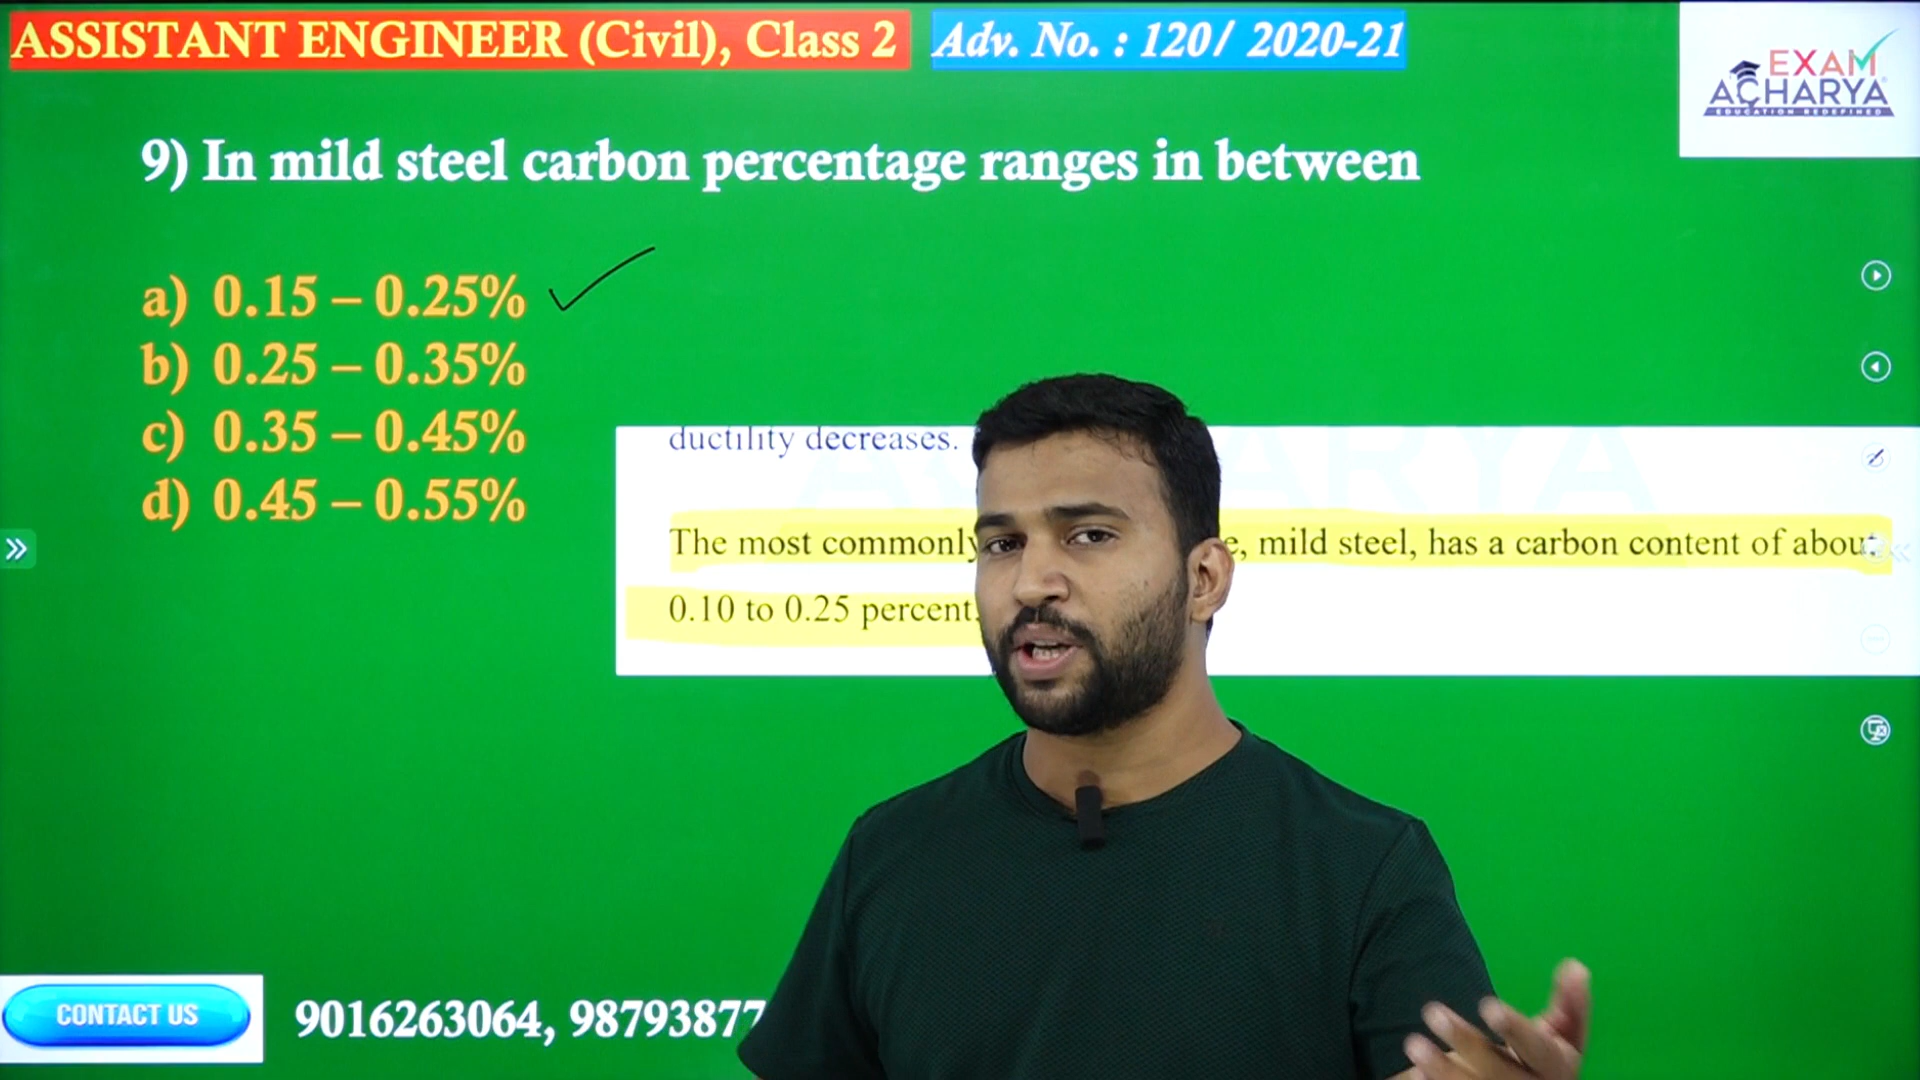 ASSISTANT ENGINEER (Civil), Class 2 Adv. No. : 120/ 2020-21
EXAM
ACHARYA
EDUCATION REDEFINED
9) In mild steel carbon percentage ranges in between
a) 0.15 – 0.25%
b) 0.25 – 0.35%
c) 0.35 – 0.45%
d) 0.45 – 0.55%
ductility decreases.
The most commonly mild steel, has a carbon content of about
0.10 to 0.25 percent.
CONTACT US 9016263064, 98793877